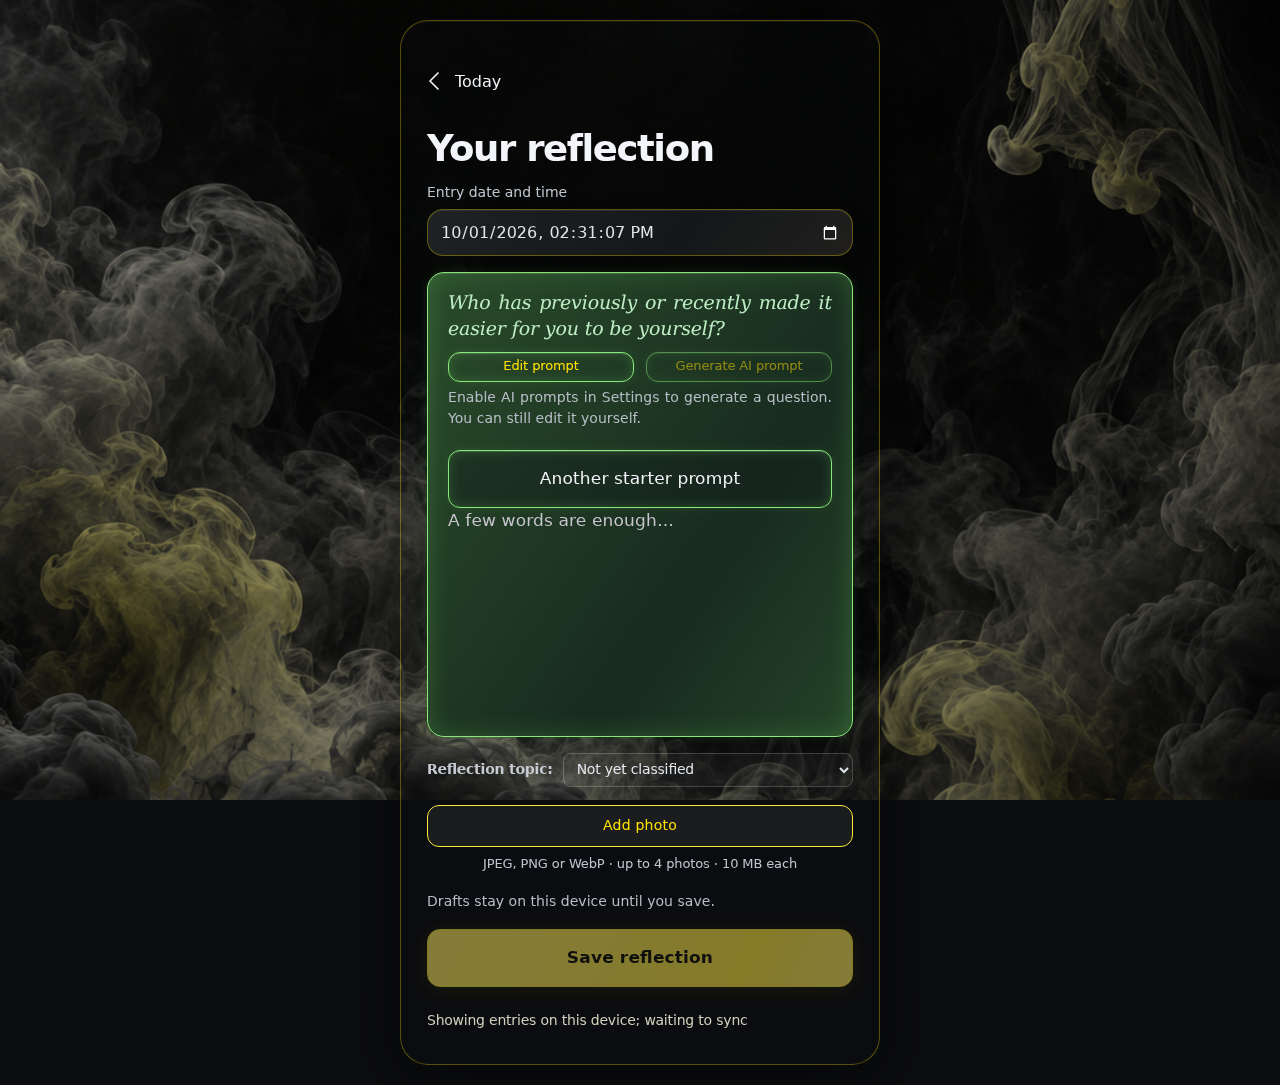 Today
Your reflection
Entry date and time
10/01/2026, 02:31:07 PM
Who has previously or recently made it
easier for you to be yourself?
Edit prompt
Generate AI prompt
Enable AI prompts in Settings to generate a question.
You can still edit it yourself.
Another starter prompt
A few words are enough…
Reflection topic:
Not yet classified
Add photo
JPEG, PNG or WebP · up to 4 photos · 10 MB each
Drafts stay on this device until you save.
Save reflection
Showing entries on this device; waiting to sync